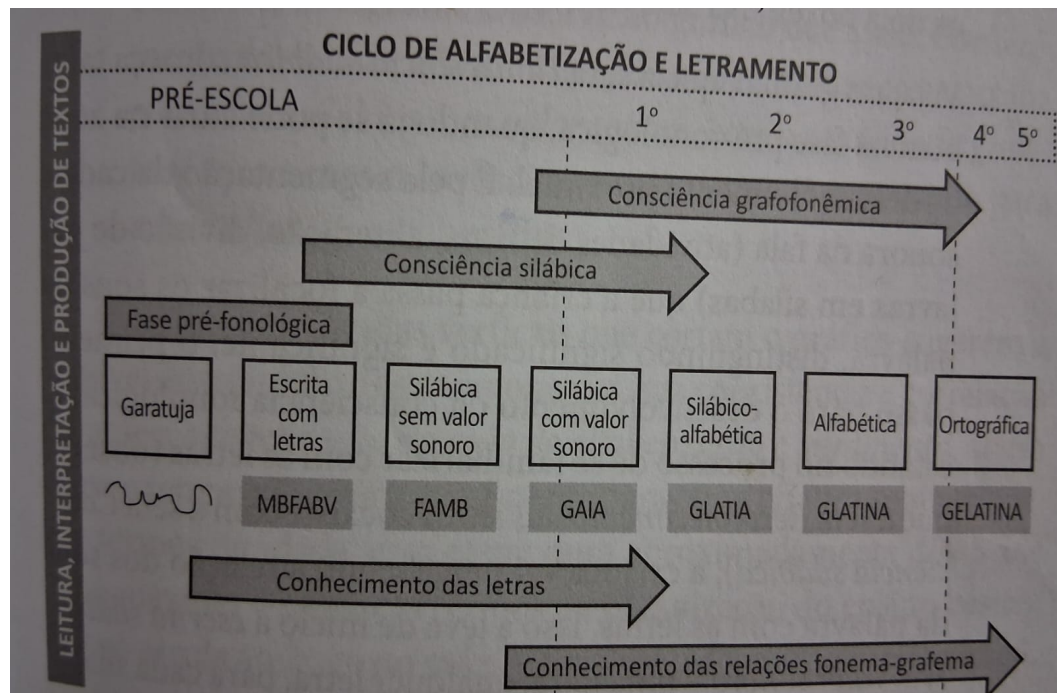 CICLO DE ALFABETIZAÇÃO E LETRAMENTO
PRÉ-ESCOLA 1º 2º 3º 4º 5º
LEITURA, INTERPRETAÇÃO E PRODUÇÃO DE TEXTOS
Consciência grafofonêmica
Consciência silábica
Fase pré-fonológica
Garatuja
Escrita
com
letras
Silábica
sem valor
sonoro
Silábica
com valor
sonoro
Silábico-
alfabética
Alfabética
Ortográfica
MBFABV
FAMB
GAIA
GLATIA
GLATINA
GELATINA
Conhecimento das letras
Conhecimento das relações fonema-grafema